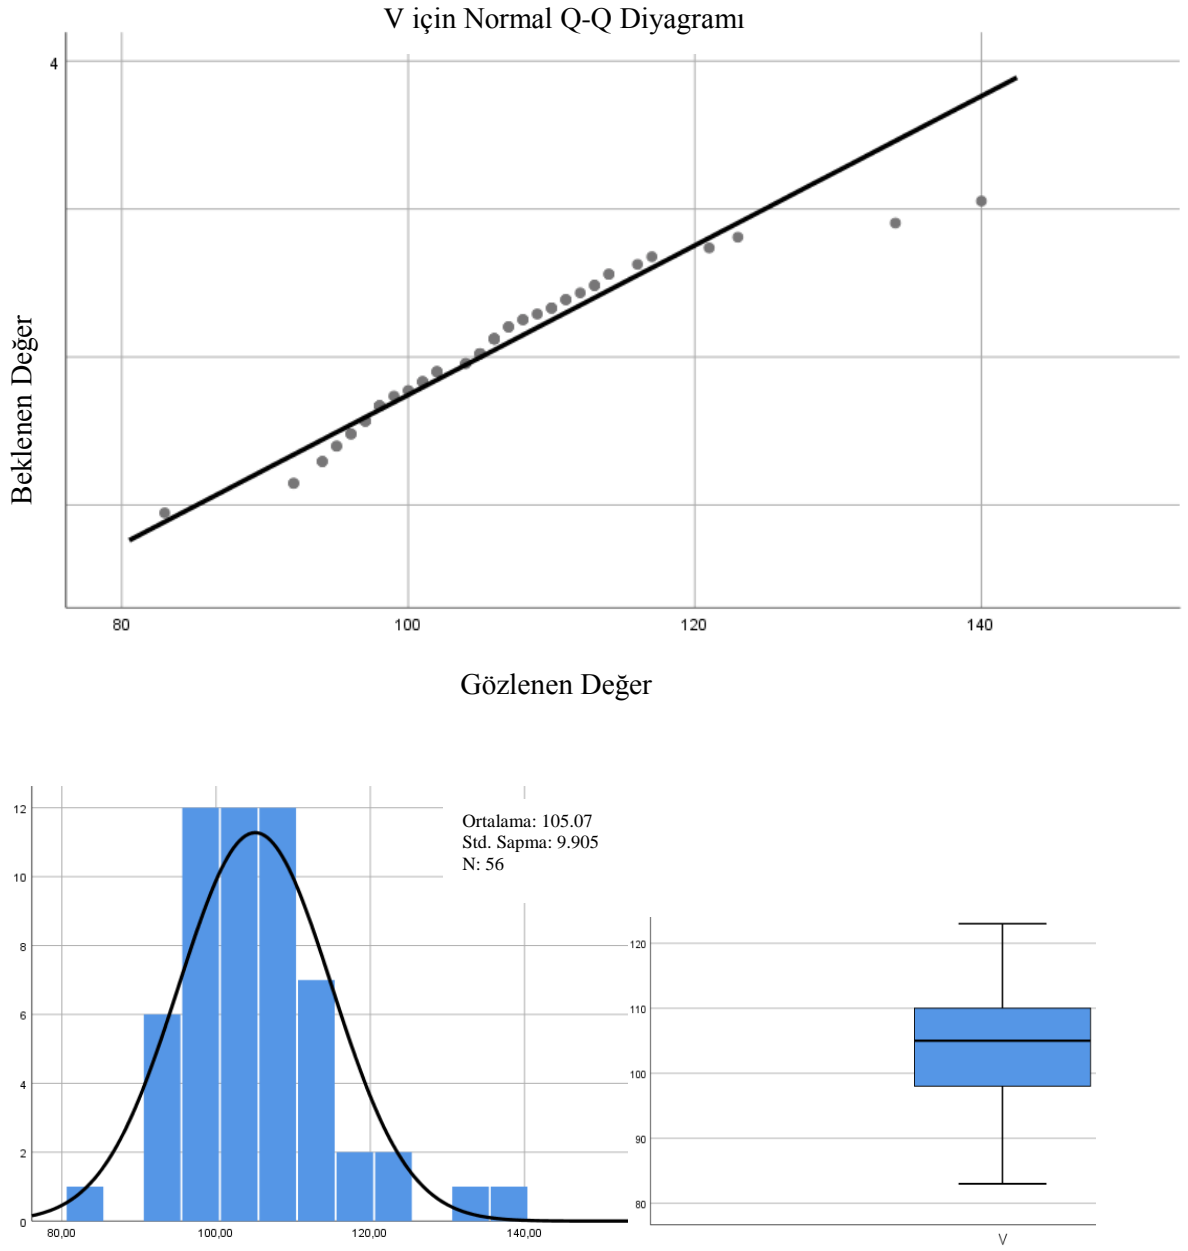 V için Normal Q-Q Diyagramı
4
Beklenen Değer
80 100 120 140
Gözlenen Değer
12
10
8
6
4
2
0
80,00 100,00 120,00 140,00
Ortalama: 105.07
Std. Sapma: 9.905
N: 56
120
110
100
90
80
V